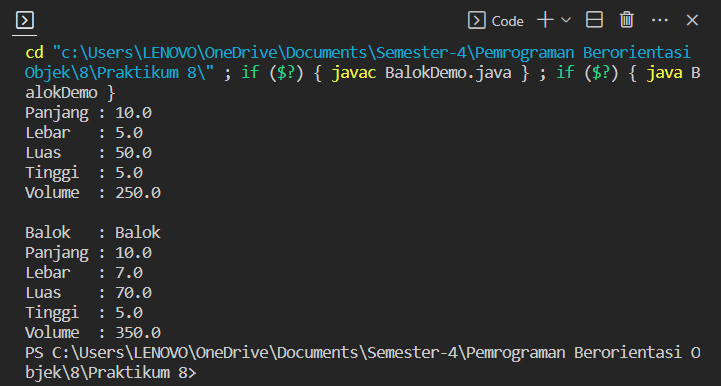 Code
cd "c:\Users\LENOVO\OneDrive\Documents\Semester-4\Pemrograman Berorientasi
Objek\8\Praktikum 8\" ; if ($?) { javac BalokDemo.java } ; if ($?) { java B
alokDemo }
Panjang : 10.0
Lebar   : 5.0
Luas    : 50.0
Tinggi  : 5.0
Volume  : 250.0

Balok   : Balok
Panjang : 10.0
Lebar   : 7.0
Luas    : 70.0
Tinggi  : 5.0
Volume  : 350.0
PS C:\Users\LENOVO\OneDrive\Documents\Semester-4\Pemrograman Berorientasi O
bjek\8\Praktikum 8>